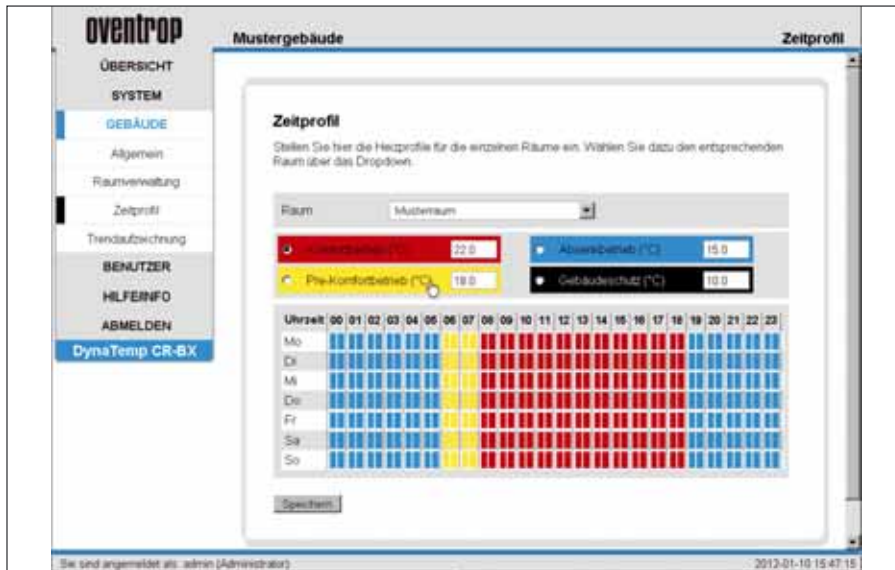 oventrop
Mustergebäude
Zeitprofil
ÜBERSICHT
SYSTEM
GEBÄUDE
Allgemein
Raumverwaltung
Zeitprofil
Trendaufzeichnung
BENUTZER
HILFE/INFO
ABMELDEN
DynaTemp CR-BX
Zeitprofil
Stellen Sie hier die Heizprofile für die einzelnen Räume ein. Wählen Sie dazu den entsprechenden
Raum über das Dropdown.
Raum Musterraum
Komfortbetrieb (°C) 22.0 Absenkbetrieb (°C) 15.0
Pre-Komfortbetrieb (°C) 18.0 Gebäudeschutz (°C) 10.0
Uhrzeit 00 01 02 03 04 05 06 07 08 09 10 11 12 13 14 15 16 17 18 19 20 21 22 23
Mo
Di
Mi
Do
Fr
Sa
So
Speichern
Sie sind angemeldet als: admin (Administrator) 2012-01-10 15:47:15